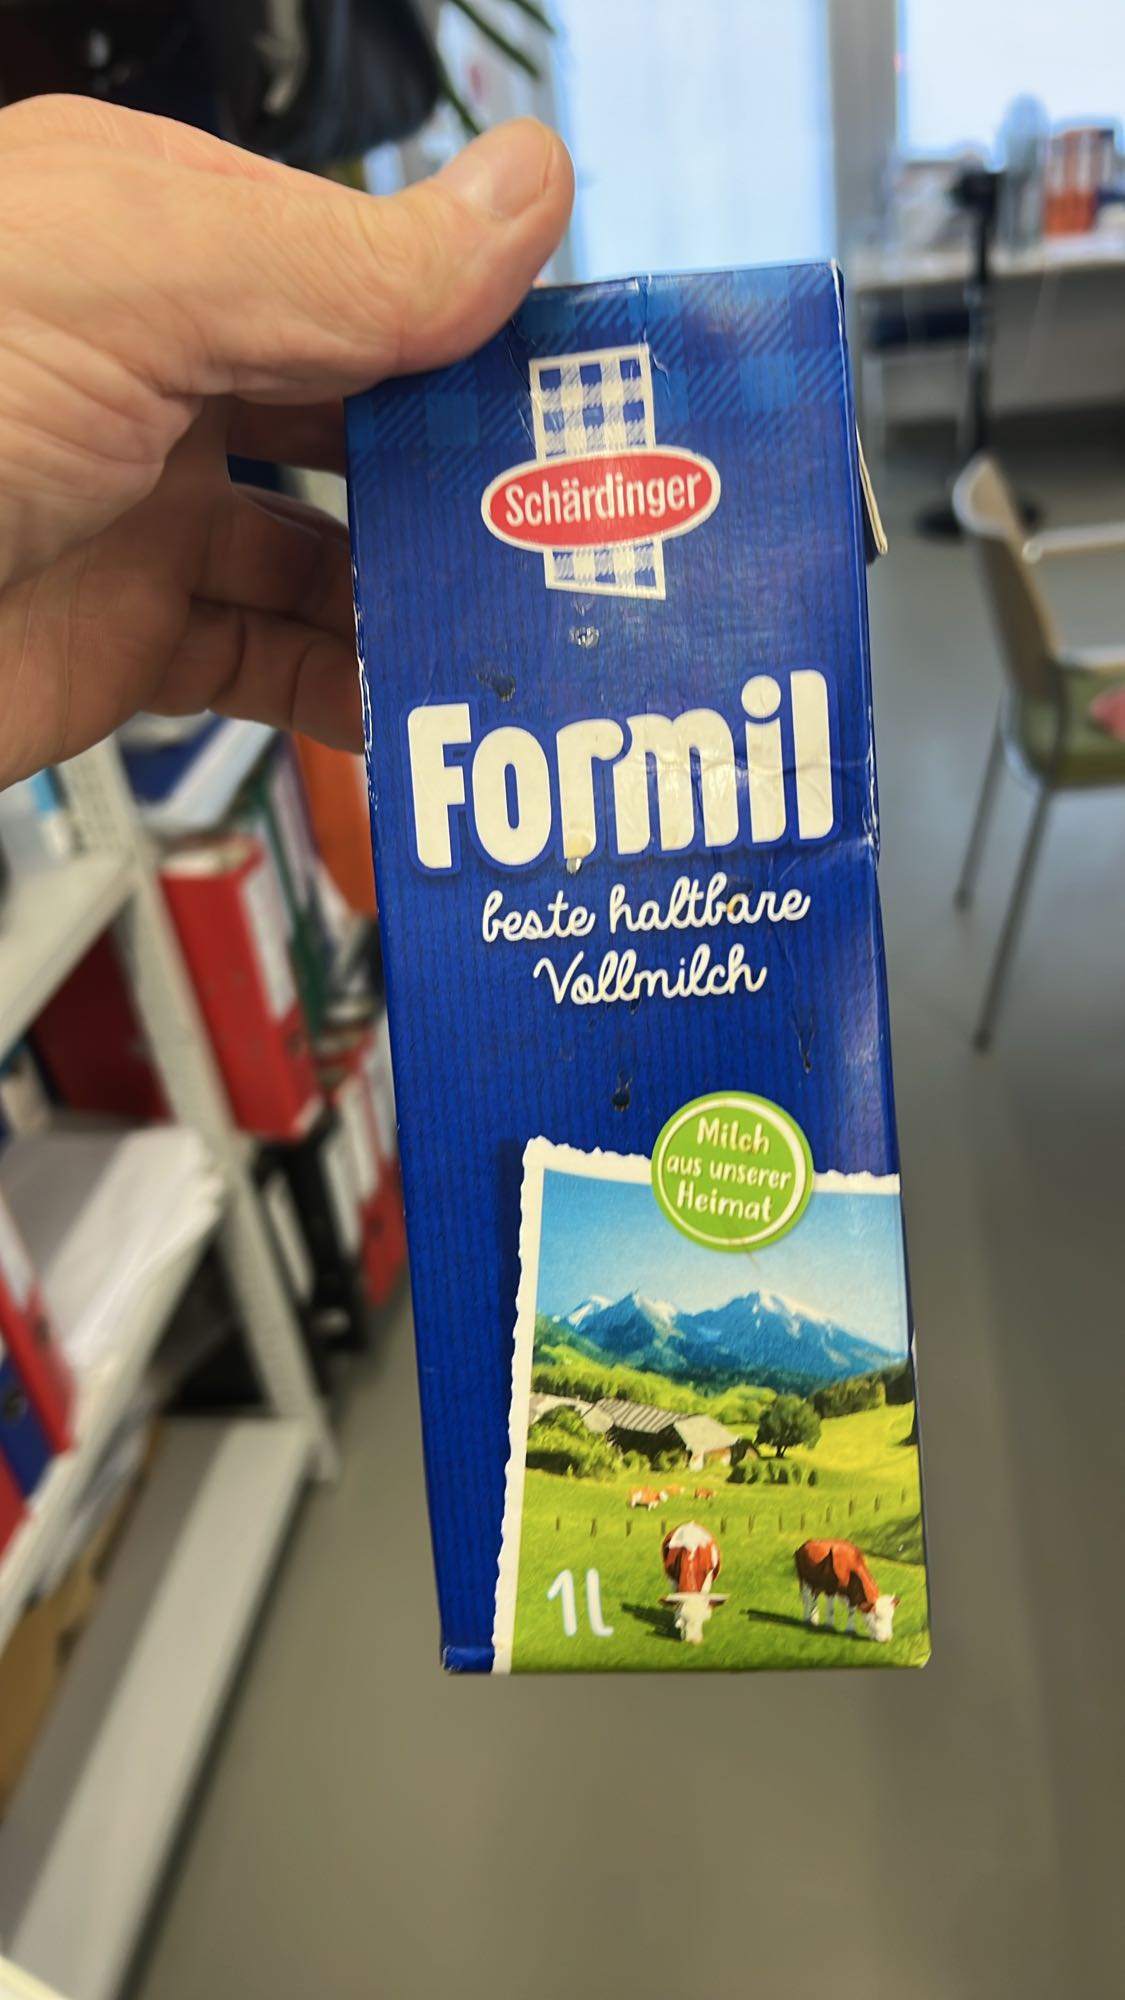 Schärdinger
Formil
beste haltbare
Vollmilch
Milch
aus unserer
Heimat
1L